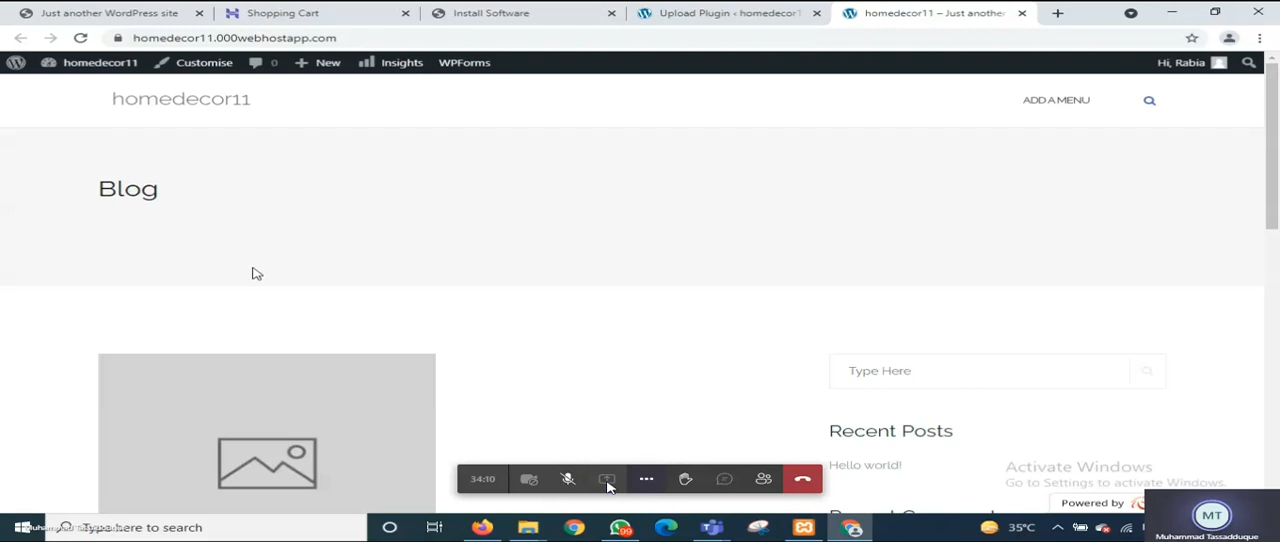 Just another WordPress site
Shopping Cart
Install Software
Upload Plugin ‹ homedecor1
homedecor11 – Just another
homedecor11.000webhostapp.com
homedecor11
Customise
0
New
Insights
WPForms
Hi, Rabia
homedecor11
ADD A MENU
Blog
Type Here
Recent Posts
Hello world!
Activate Windows
Go to Settings to activate Windows.
34:10
Powered by
MT
Muhammad Tassadduque
Type here to search
99
35°C